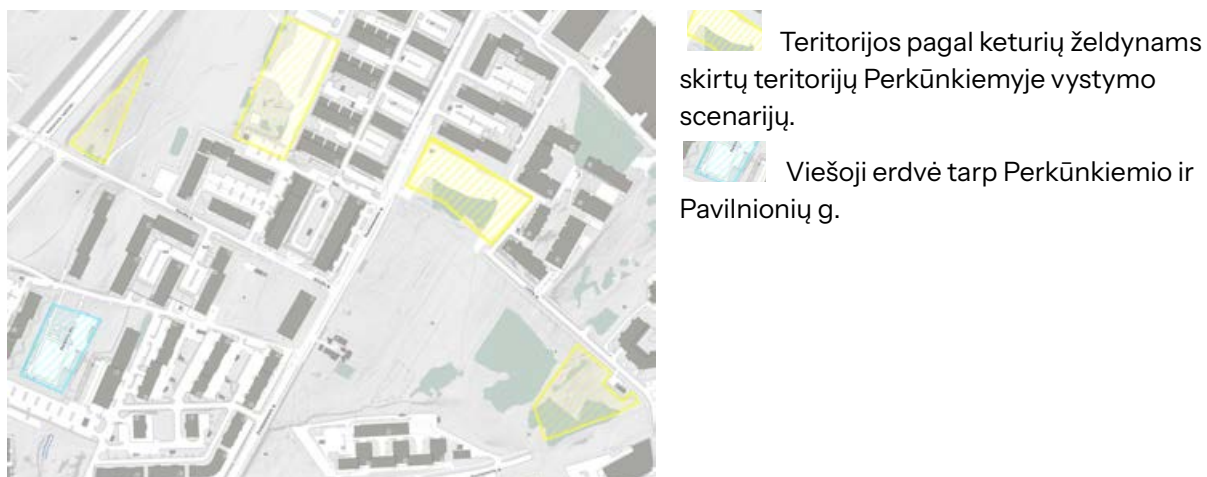 Teritorijos pagal keturių želdynams
skirtų teritorijų Perkūnkiemyje vystymo
scenarijų.
Viešoji erdvė tarp Perkūnkiemio ir
Pavilnionių g.